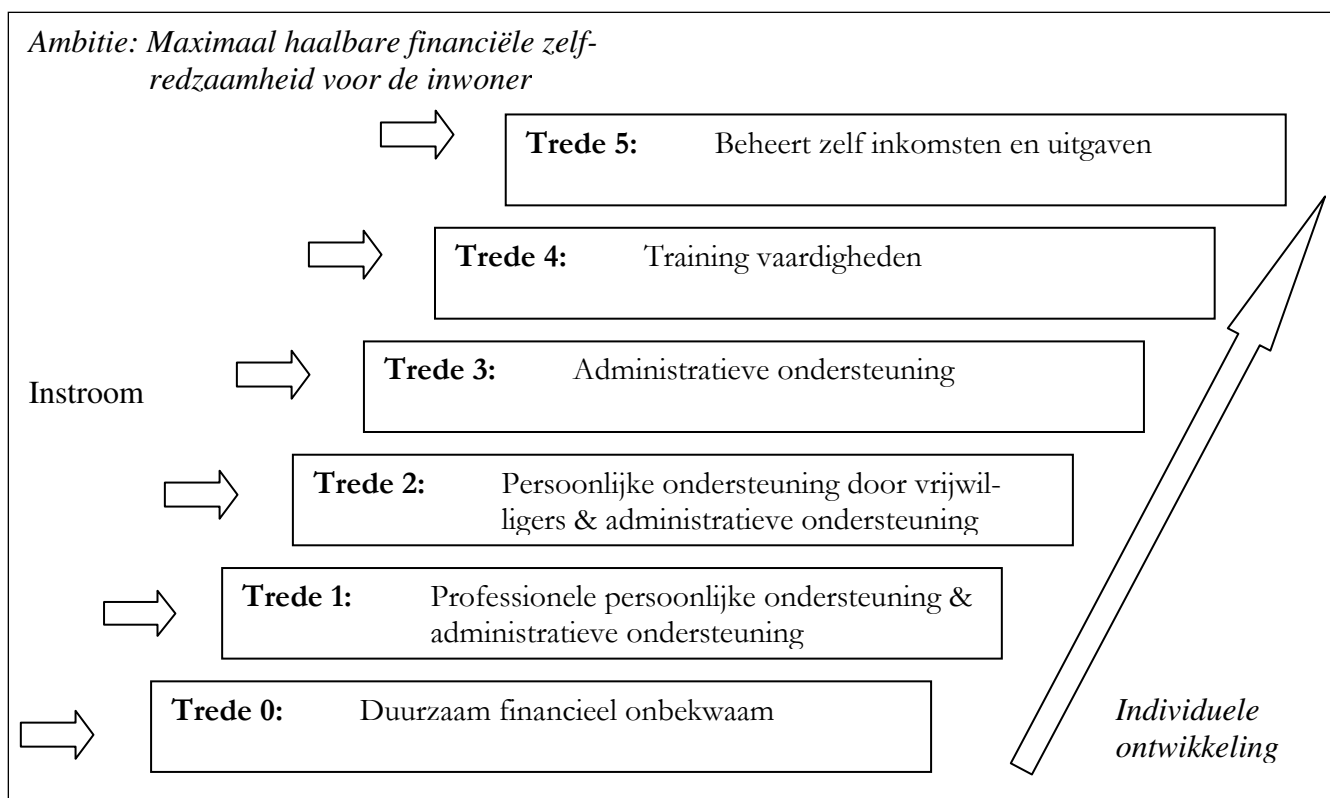 Ambitie: Maximaal haalbare financiële zelf-
redzaamheid voor de inwoner
Trede 5: Beheert zelf inkomsten en uitgaven
Trede 4: Training vaardigheden
Trede 3: Administratieve ondersteuning
Instroom
Trede 2: Persoonlijke ondersteuning door vrijwil-
ligers & administratieve ondersteuning
Trede 1: Professionele persoonlijke ondersteuning &
administratieve ondersteuning
Trede 0: Duurzaam financieel onbekwaam
Individuele
ontwikkeling